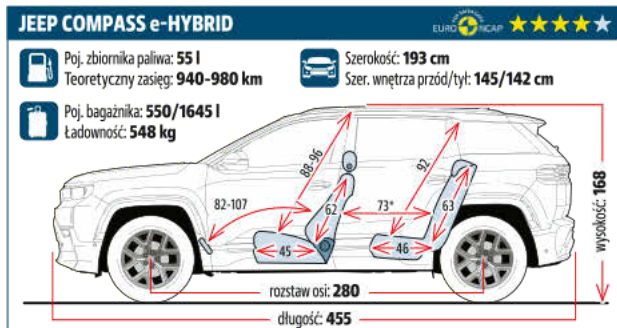 JEEP COMPASS e-HYBRID
EURO NCAP
Poj. zbiornika paliwa: 55 l
Teoretyczny zasięg: 940-980 km
Szerokość: 193 cm
Szer. wnętrza przód/tył: 145/142 cm
Poj. bagażnika: 550/1645 l
Ładowność: 548 kg
88-96
92
82-107
62
73*
63
45
46
wysokość: 168
rozstaw osi: 280
długość: 455